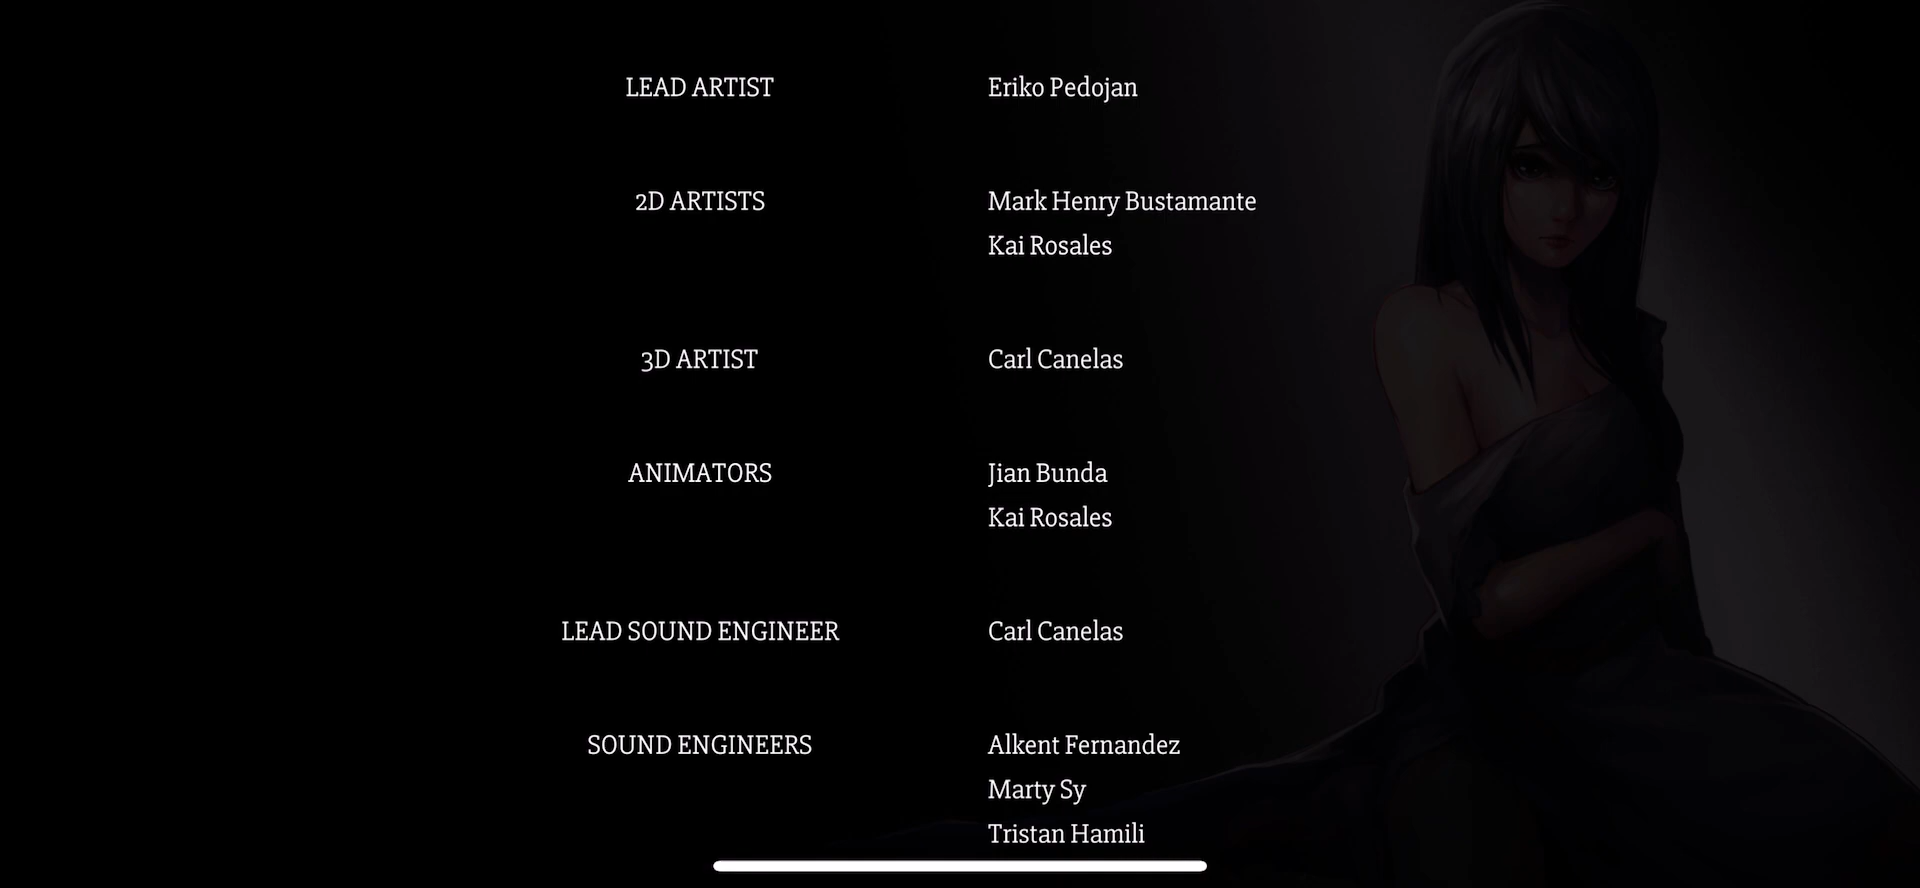 LEAD ARTIST Eriko Pedojan
2D ARTISTS Mark Henry Bustamante
Kai Rosales
3D ARTIST Carl Canelas
ANIMATORS Jian Bunda
Kai Rosales
LEAD SOUND ENGINEER Carl Canelas
SOUND ENGINEERS Alkent Fernandez
Marty Sy
Tristan Hamili